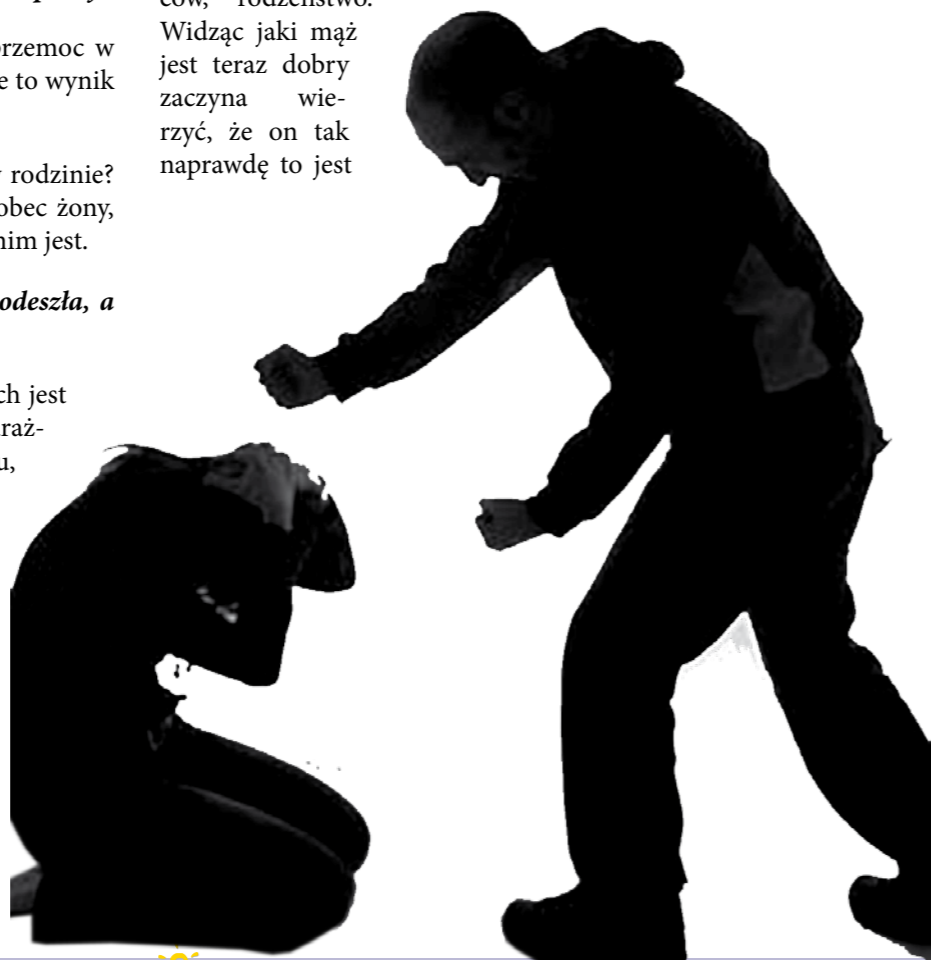 przemoc w
e to wynik
rodzinie?
obec żony,
nim jest.
odeszła, a
ch jest
raż-
u,
ców, rodzeństwo.
Widząc jaki mąż
jest teraz dobry
zaczyna wie-
rzyć, że on tak
naprawdę to jest